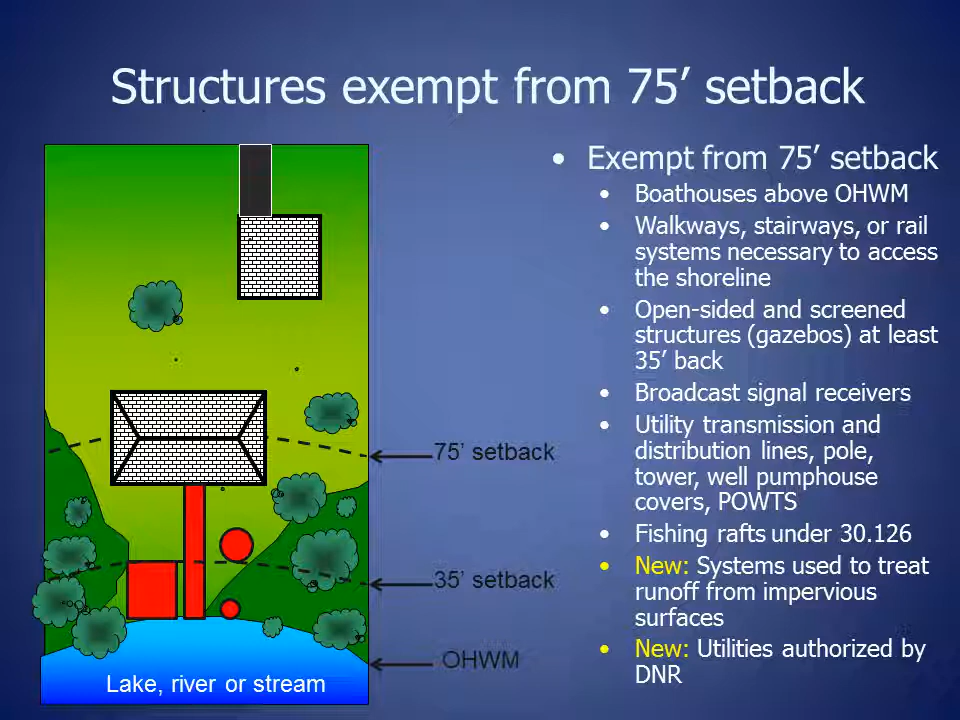 Structures exempt from 75’ setback
• Exempt from 75’ setback
• Boathouses above OHWM
• Walkways, stairways, or rail
systems necessary to access
the shoreline
• Open-sided and screened
structures (gazebos) at least
35’ back
• Broadcast signal receivers
• Utility transmission and
distribution lines, pole,
tower, well pumphouse
covers, POWTS
• Fishing rafts under 30.126
• New: Systems used to treat
runoff from impervious
surfaces
• New: Utilities authorized by
DNR
75’ setback
35’ setback
OHWM
Lake, river or stream